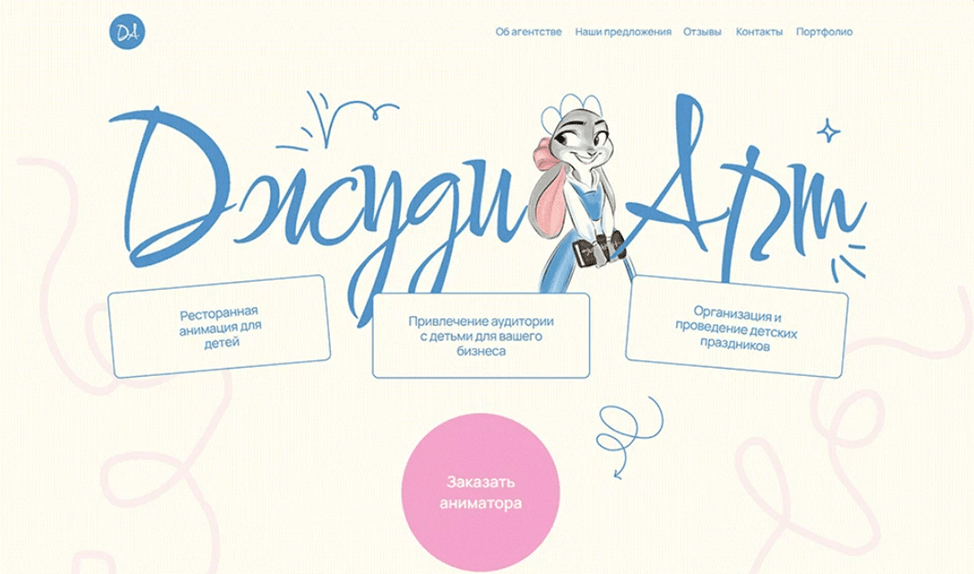 ДА
Об агентстве Наши предложения Отзывы Контакты Портфолио
Джуди Арт
Ресторанная
анимация для
детей
Привлечение аудитории
с детьми для вашего
бизнеса
Организация и
проведение детских
праздников
Заказать
аниматора